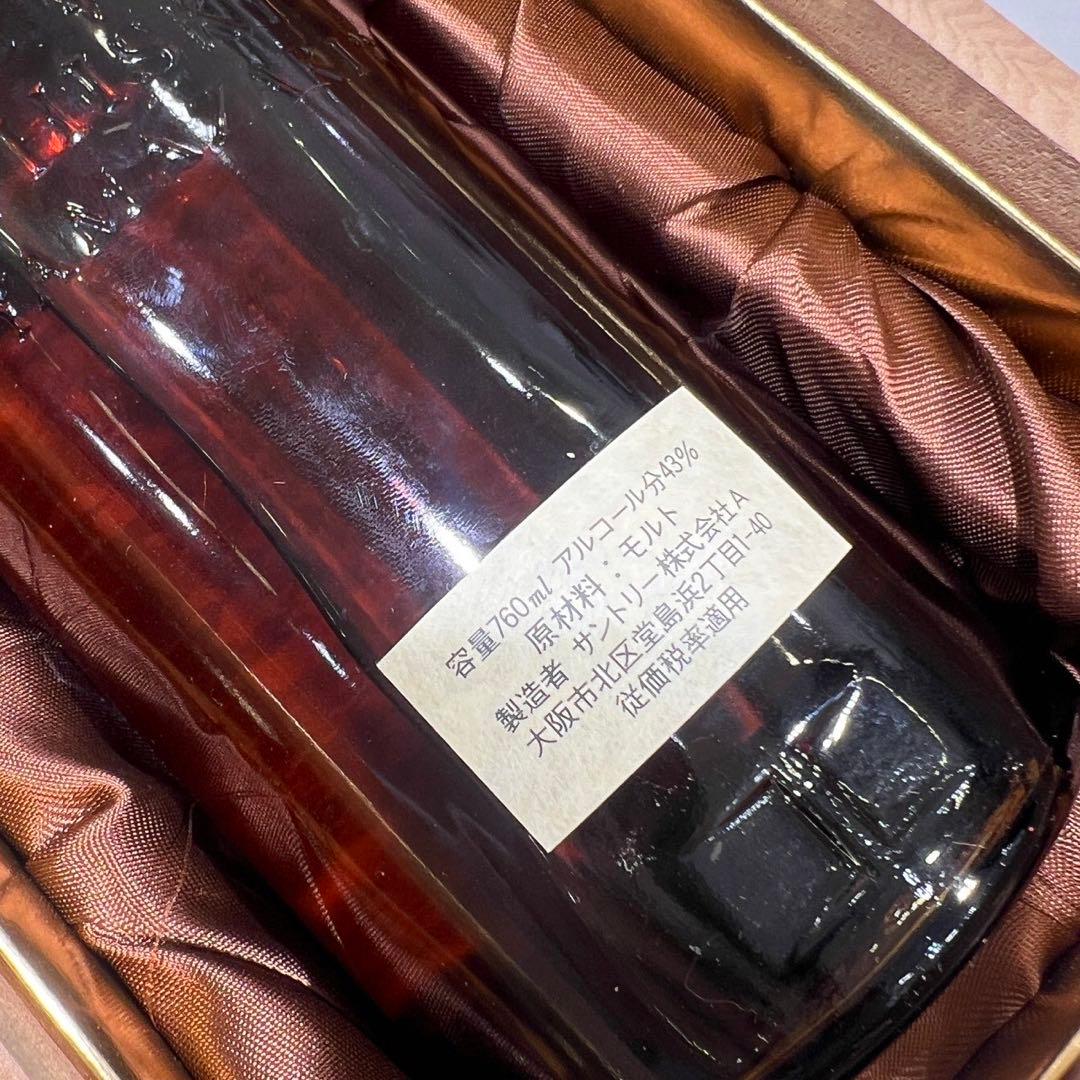 容量760ml アルコール分43%
原材料・モルト
製造者 サントリー株式会社A
大阪市北区堂島浜2丁目1-40
従価税率適用